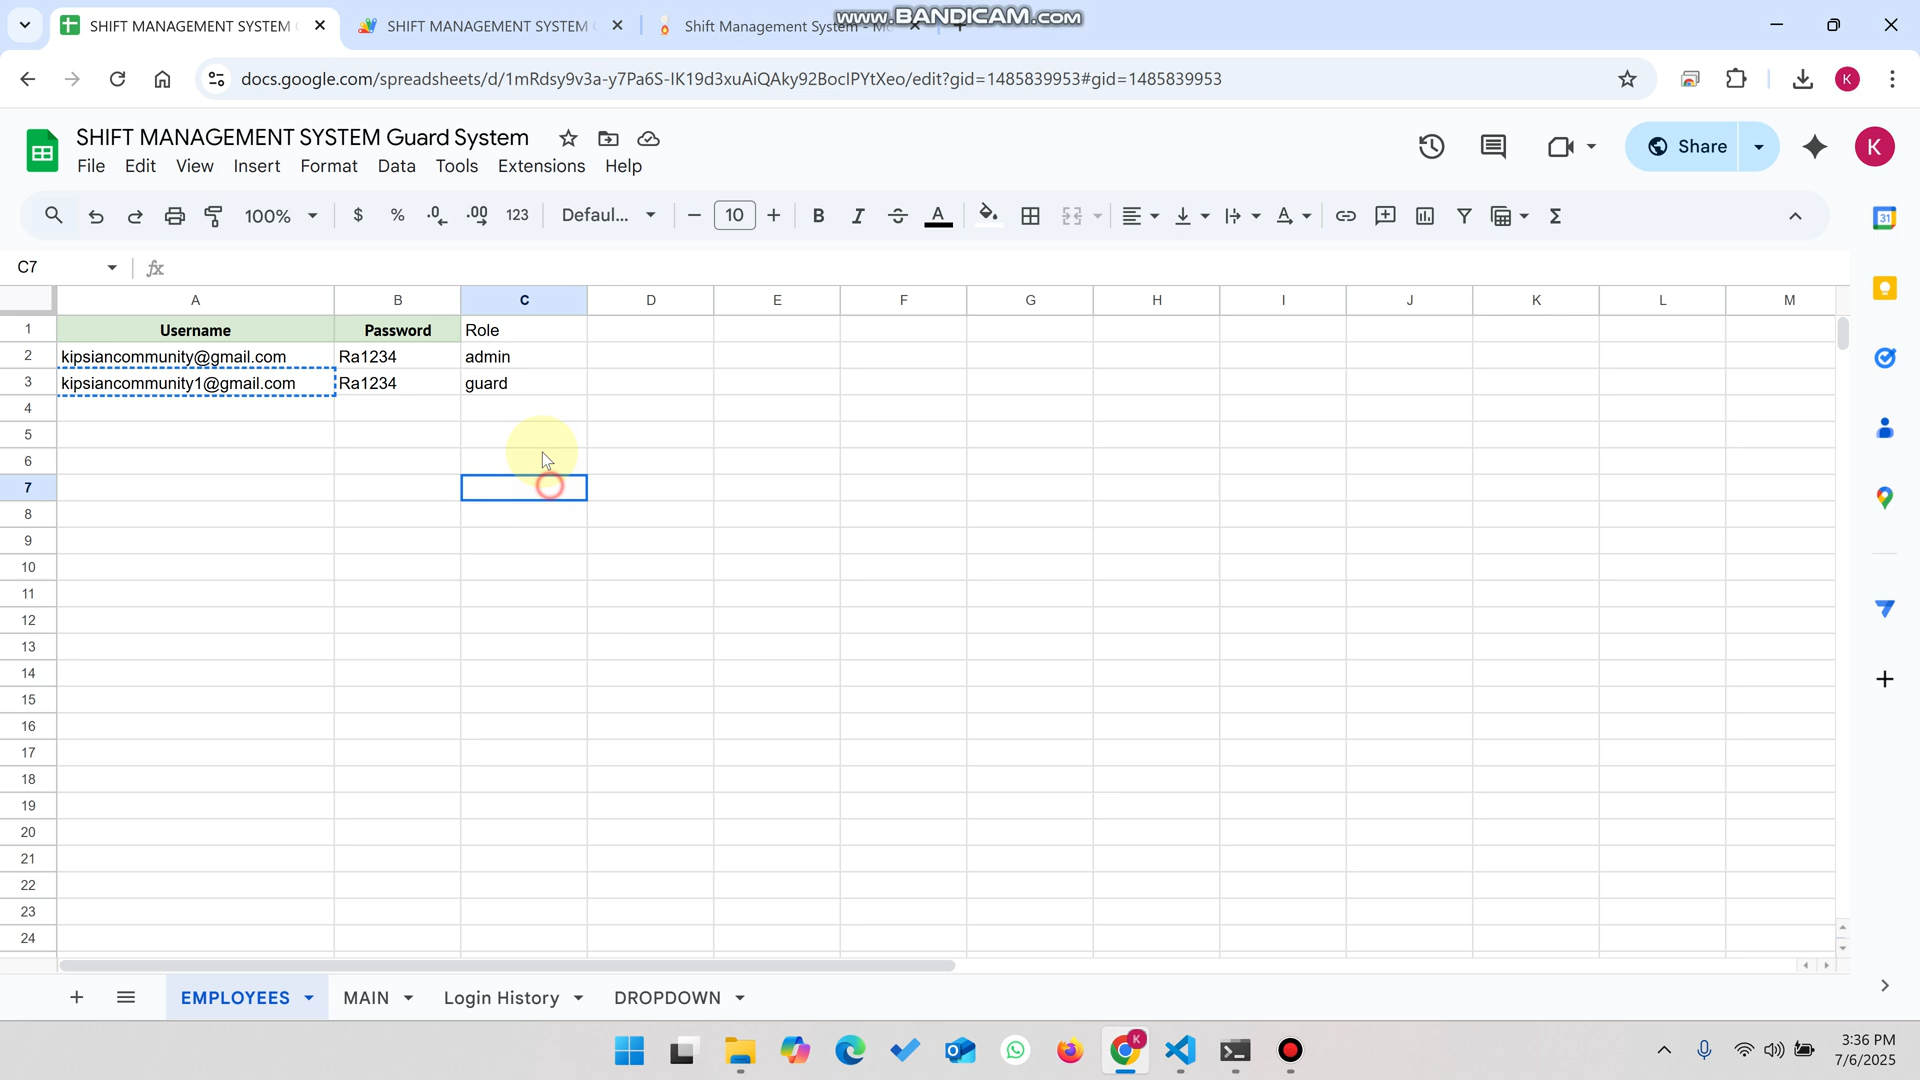 SHIFT MANAGEMENT SYSTEM
SHIFT MANAGEMENT SYSTEM
Shift Management System - Me
www.BANDICAM.com
docs.google.com/spreadsheets/d/1mRdsy9v3a-y7Pa6S-IK19d3xuAiQAky92BocIPYtXeo/edit?gid=1485839953#gid=1485839953
K
SHIFT MANAGEMENT SYSTEM Guard System
File Edit View Insert Format Data Tools Extensions Help
Share
K
100% $ % .0 .00 123 Defaul... 10 B I A
31
C7
fx
A B C D E F G H I J K L M
1 Username Password Role
2 kipsiancommunity@gmail.com Ra1234 admin
3 kipsiancommunity1@gmail.com Ra1234 guard
4
5
6
7
8
9
10
11
12
13
14
15
16
17
18
19
20
21
22
23
24
EMPLOYEES MAIN Login History DROPDOWN
K
3:36 PM
7/6/2025